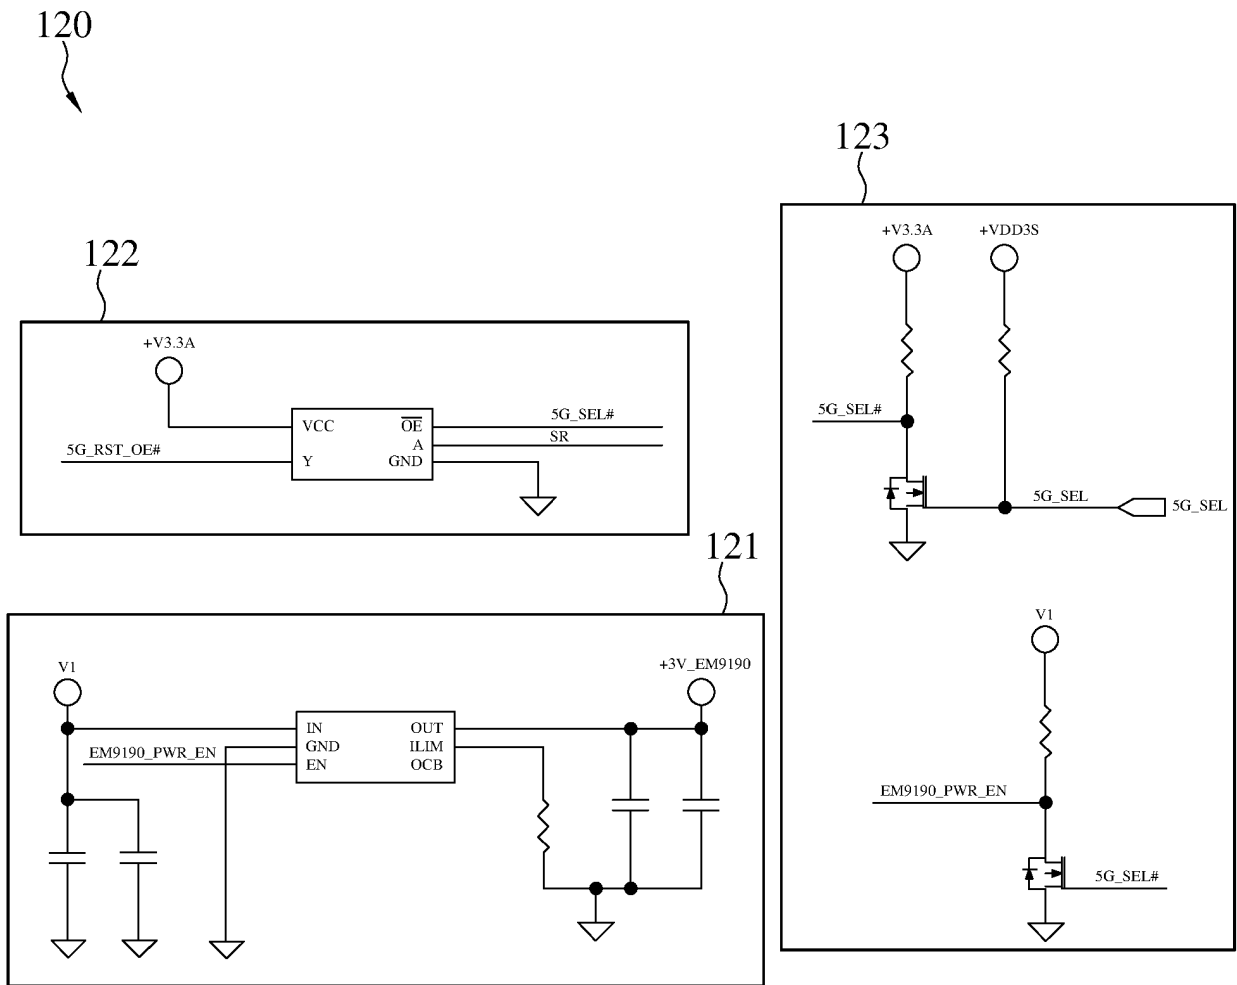 120
123
+V3.3A
+VDD3S
5G_SEL#
5G_SEL
5G_SEL
V1
EM9190_PWR_EN
5G_SEL#
122
+V3.3A
VCC
OE
5G_SEL#
A
SR
5G_RST_OE#
Y
GND
121
V1
+3V_EM9190
IN
OUT
GND
ILIM
EM9190_PWR_EN
EN
OCB